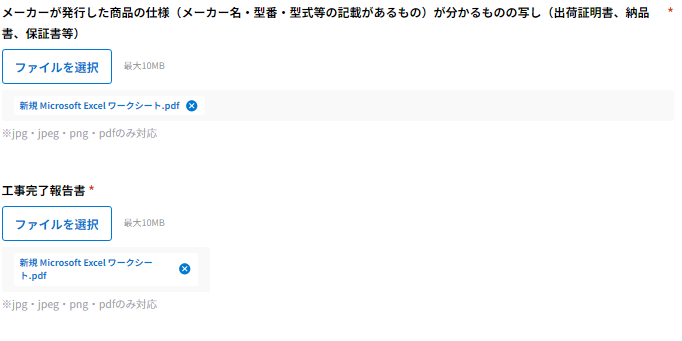 メーカーが発行した商品の仕様（メーカー名・型番・型式等の記載があるもの）が分かるものの写し（出荷証明書、納品 *
書、保証書等）
ファイルを選択 最大10MB
新規 Microsoft Excel ワークシート.pdf
※jpg・jpeg・png・pdfのみ対応
工事完了報告書 *
ファイルを選択 最大10MB
新規 Microsoft Excel ワークシー
ト.pdf
※jpg・jpeg・png・pdfのみ対応